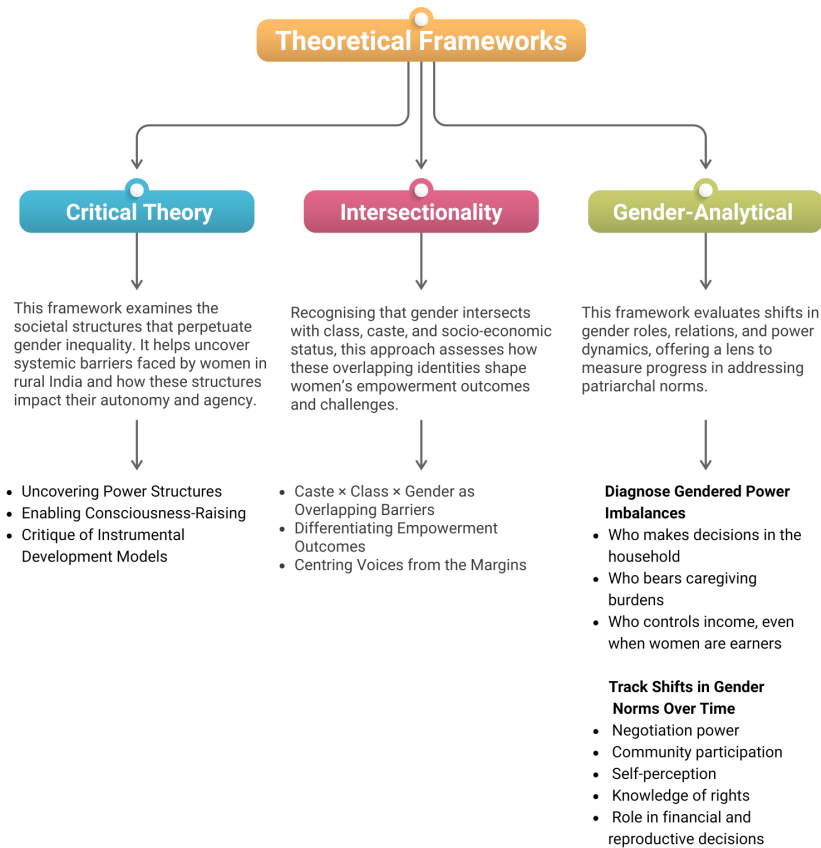 Theoretical Frameworks
Critical Theory
This framework examines the
societal structures that perpetuate
gender inequality. It helps uncover
systemic barriers faced by women in
rural India and how these structures
impact their autonomy and agency.
• Uncovering Power Structures
• Enabling Consciousness-Raising
• Critique of Instrumental
Development Models
Intersectionality
Recognising that gender intersects
with class, caste, and socio-economic
status, this approach assesses how
these overlapping identities shape
women’s empowerment outcomes
and challenges.
• Caste × Class × Gender as
Overlapping Barriers
• Differentiating Empowerment
Outcomes
• Centring Voices from the Margins
Gender-Analytical
This framework evaluates shifts in
gender roles, relations, and power
dynamics, offering a lens to
measure progress in addressing
patriarchal norms.
Diagnose Gendered Power
Imbalances
• Who makes decisions in the
household
• Who bears caregiving
burdens
• Who controls income, even
when women are earners
Track Shifts in Gender
Norms Over Time
• Negotiation power
• Community participation
• Self-perception
• Knowledge of rights
• Role in financial and
reproductive decisions